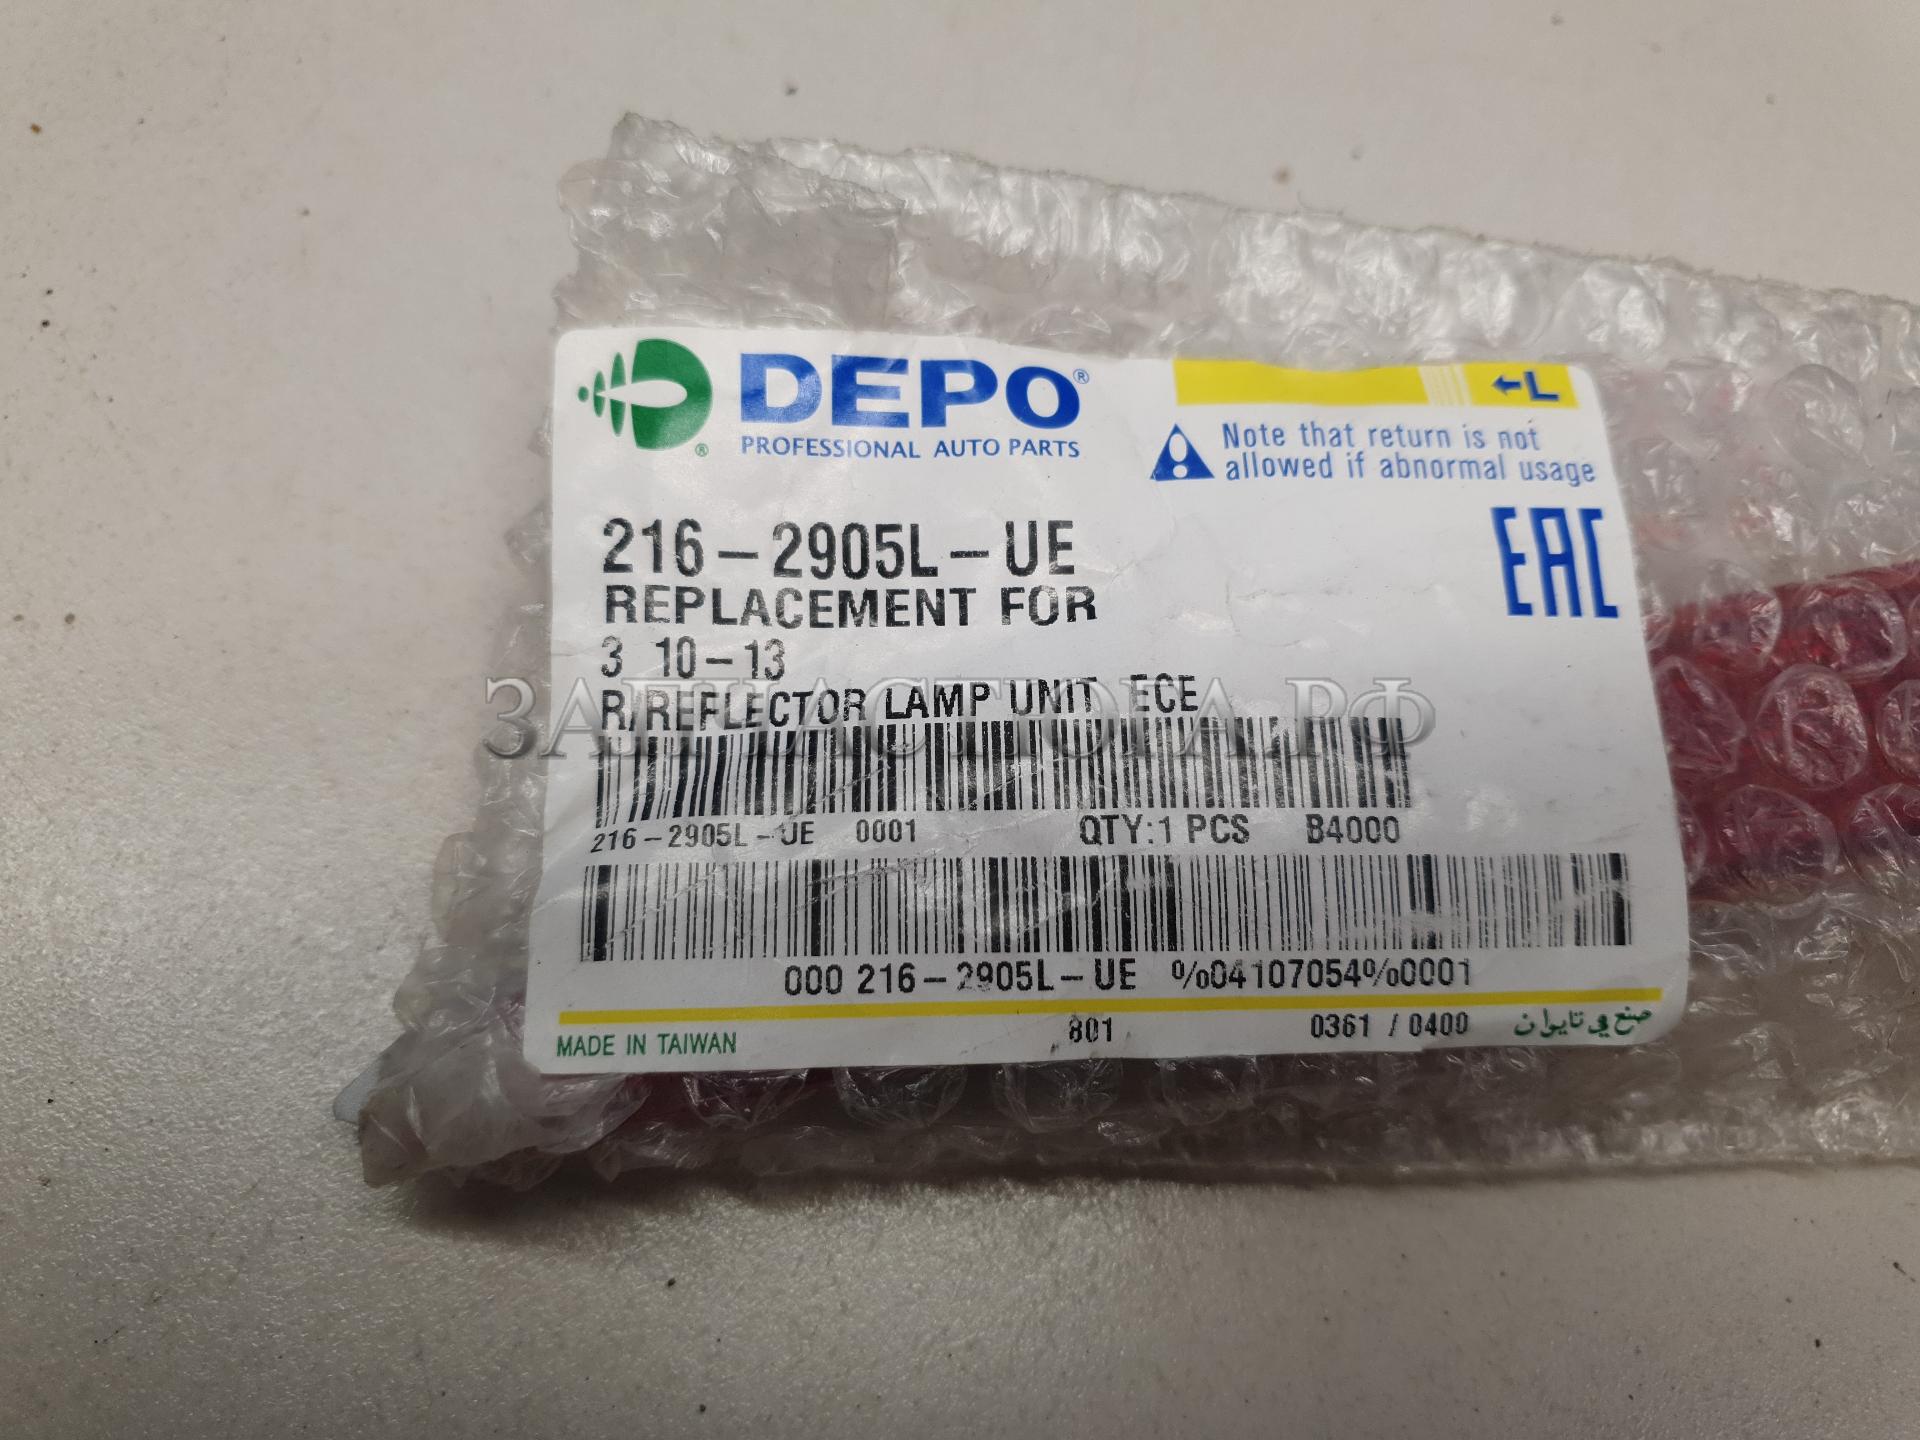 DEPO®
PROFESSIONAL AUTO PARTS
®
←L
Note that return is not
allowed if abnormal usage
216-2905L-UE
REPLACEMENT FOR
3 10-13
R/REFLECTOR LAMP UNIT ECE
EAC
ЗАПЧАСТЮГА.РФ
216-2905L-UE 0001 QTY:1 PCS B4000
000 216-2905L-UE %04107054%0001
MADE IN TAIWAN 801 0361 / 0400 صنع في تايوان